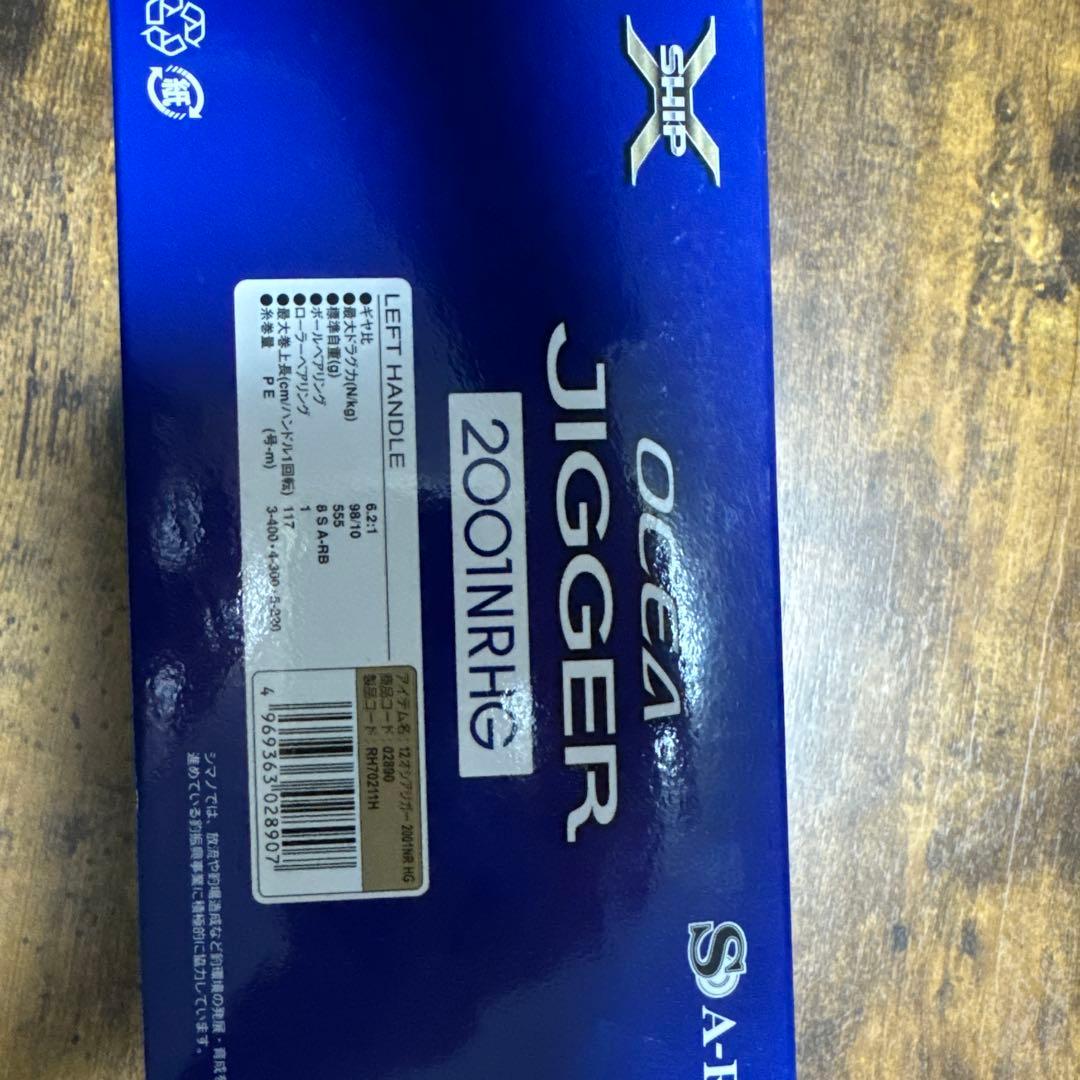 X SHIP
OCEA
JIGGER
2001NRHG
LEFT HANDLE
●ギヤ比 6.2:1
●最大ドラグ力(N/kg) 98/10
●標準自重(g) 555
●ボールベアリング 8 S A-RB
●ローラーベアリング 1
●最大巻上長(cm/ハンドル1回転) 117
●糸巻量 PE (号-m) 3-400・4-300・5-230
アイテム名:12オシアジガー 2001NR HG
商品コード:02890
製品コード:RH70211H
4 969363 028907
シマノでは、放流や釣場造成など釣環境の発展・育成を
進めている釣振興事業に積極的に協力しています。
紙
S A-